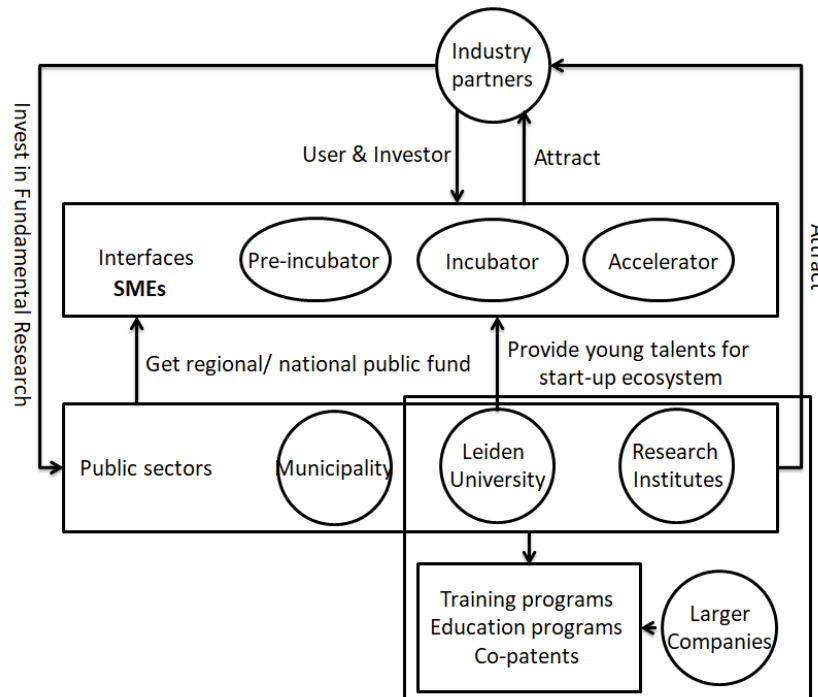 Industry
partners
Invest in Fundamental Research
User & Investor
Attract
Attract
Interfaces
SMEs
Pre-incubator
Incubator
Accelerator
Get regional/ national public fund
Provide young talents for
start-up ecosystem
Public sectors
Municipality
Leiden
University
Research
Institutes
Training programs
Education programs
Co-patents
Larger
Companies